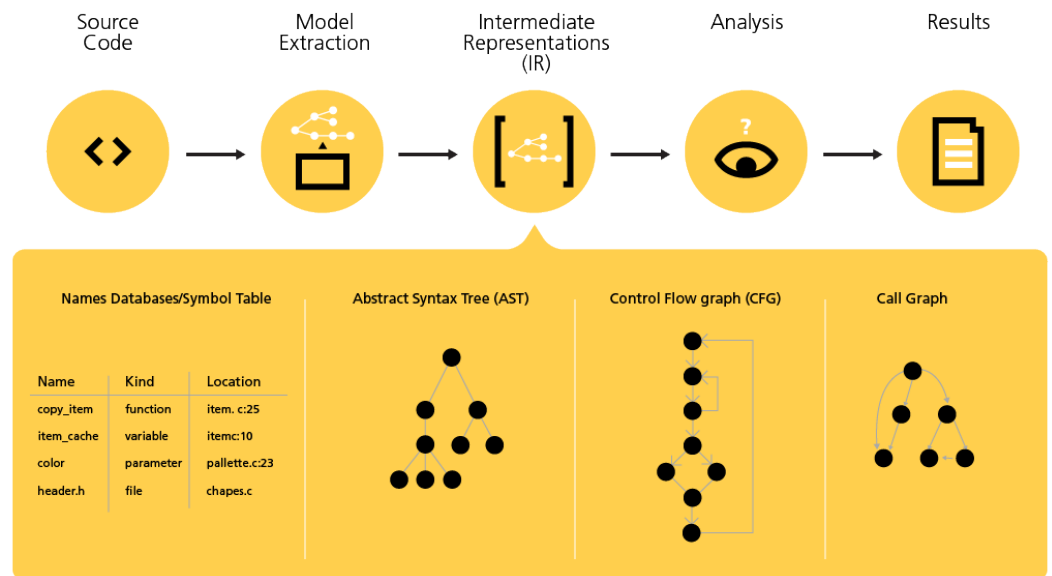 Source
Code
Model
Extraction
Intermediate
Representations
(IR)
Analysis
Results
?
Names Databases/Symbol Table
Name Kind Location
copy_item function item. c:25
item_cache variable itemc:10
color parameter pallette.c:23
header.h file chapes.c
Abstract Syntax Tree (AST)
Control Flow graph (CFG)
Call Graph